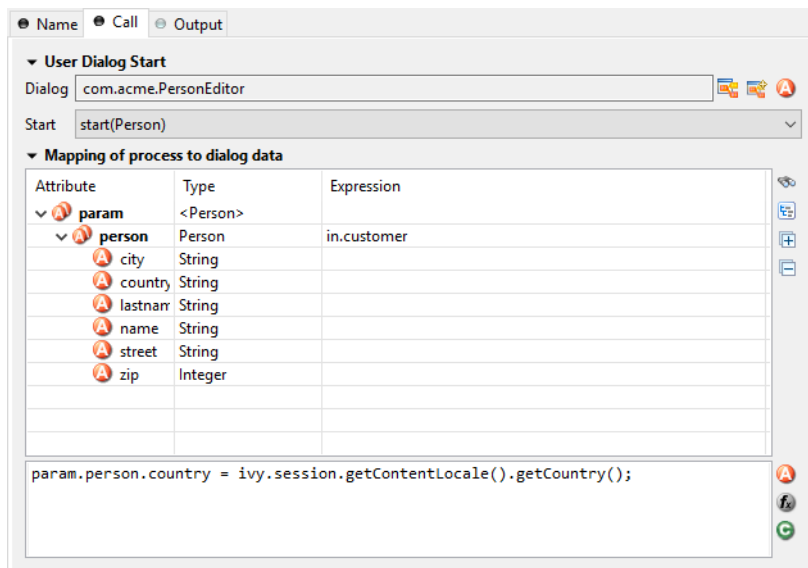 Name Call Output
User Dialog Start
Dialog com.acme.PersonEditor
Start start(Person)
Mapping of process to dialog data
Attribute Type Expression
param <Person>
person Person in.customer
city String
country String
lastnam String
name String
street String
zip Integer
param.person.country = ivy.session.getContentLocale().getCountry();